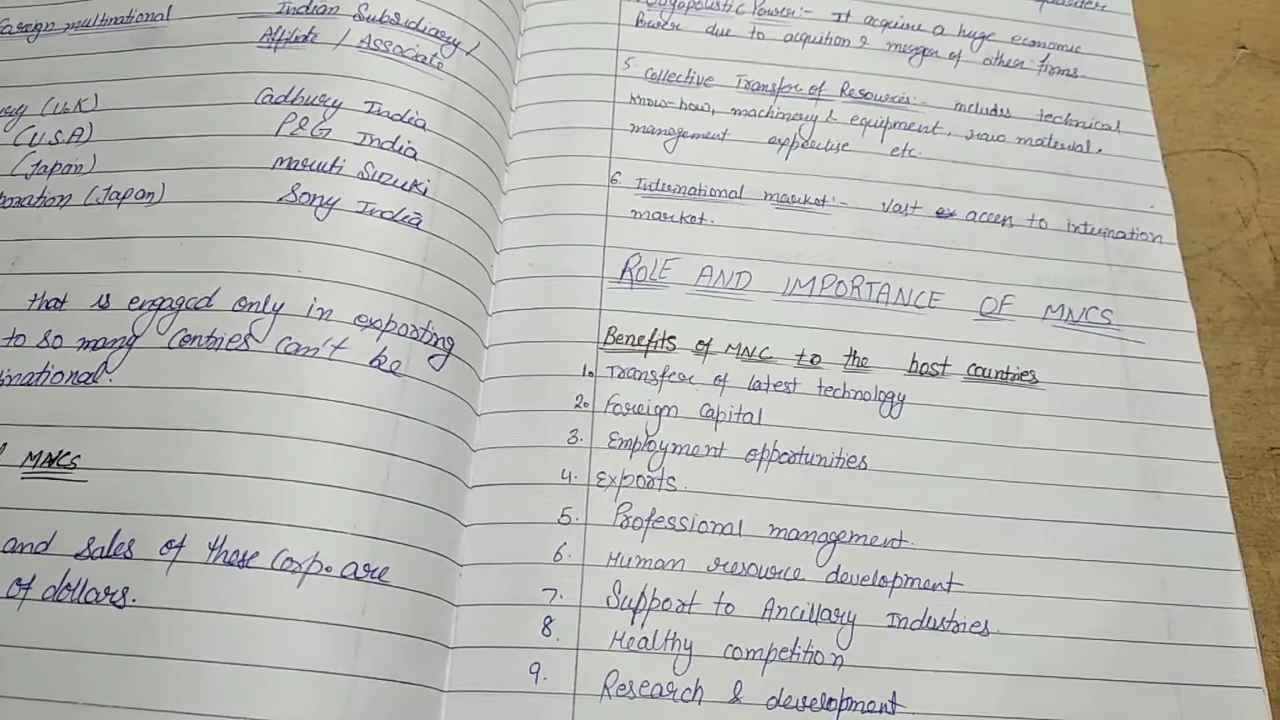 Foreign multinational
Indian Subsidiary /
Affiliate / Associate
(U.K)
Cadbury India
(U.S.A)
P&G India
(Japan)
Maruti Suzuki
(Japan)
Sony India
that is engaged only in exporting
to so many Contries can't be
MNCS
and sales of these Corp. are
of dollars.
Power:- It acquire a huge economic
Power due to acquition & merger of other firms.
5. Collective Transfer of Resources:- includes technical
know-how, machinery & equipment, raw material,
management expertise etc.
6. International market:- vast access to internation
market.
ROLE AND IMPORTANCE OF MNCS
Benefits of MNC to the host countries
1. Transfer of latest technology
2. Foreign Capital
3. Employment opportunities
4. Exports.
5. Professional management.
6. Human resource development
7. Support to Ancillary Industries.
8. Healthy competition
9. Research & development